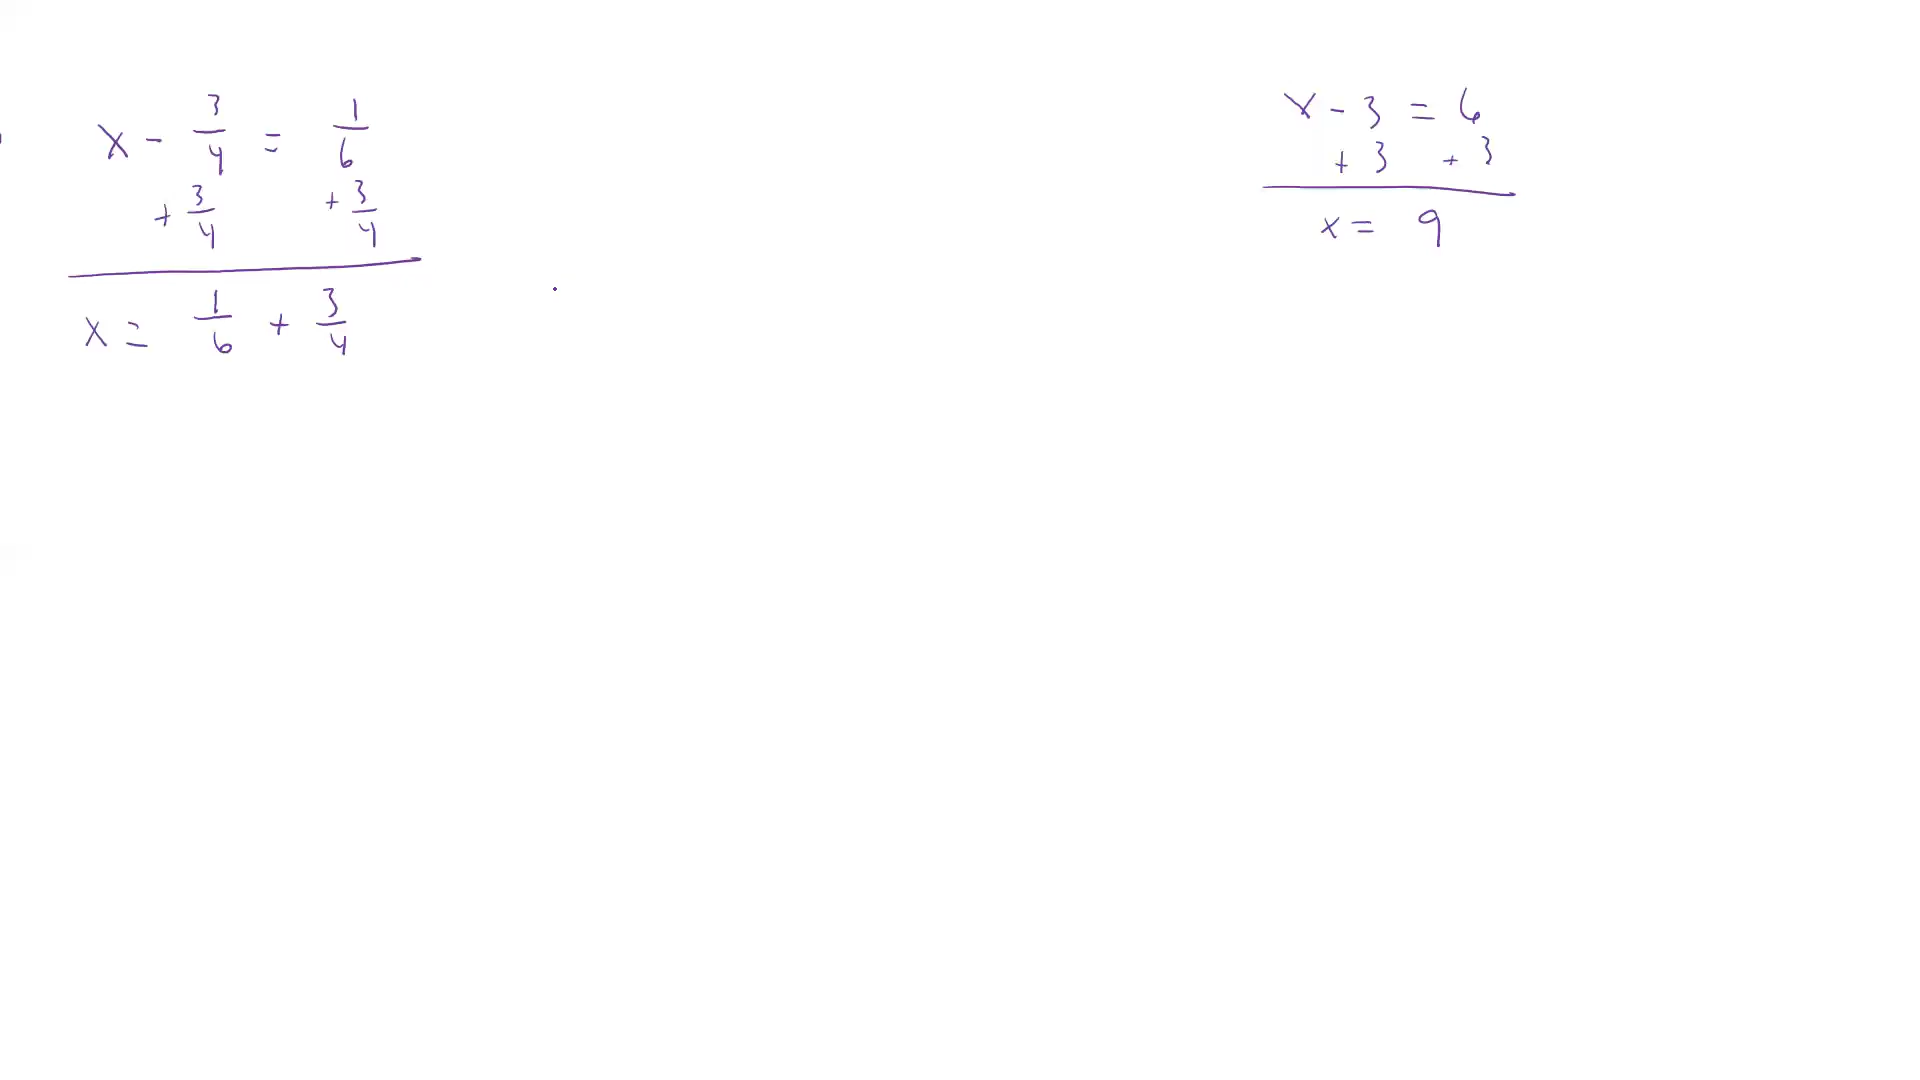 x - 3/4 = 1/6
+ 3/4 + 3/4
x = 1/6 + 3/4
x - 3 = 6
+ 3 + 3
x = 9